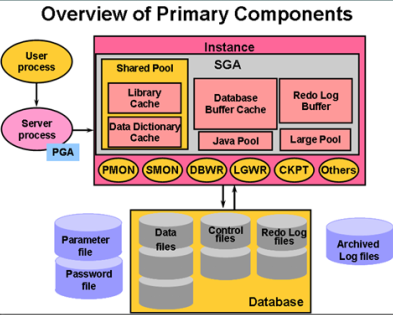 Overview of Primary Components
Instance
User
process
Shared Pool
SGA
Library
Cache
Database
Buffer Cache
Redo Log
Buffer
Server
process
Data Dictionary
Cache
Java Pool
Large Pool
PGA
PMON
SMON
DBWR
LGWR
CKPT
Others
Parameter
file
Password
file
Data
files
Control
files
Redo Log
files
Archived
Log files
Database